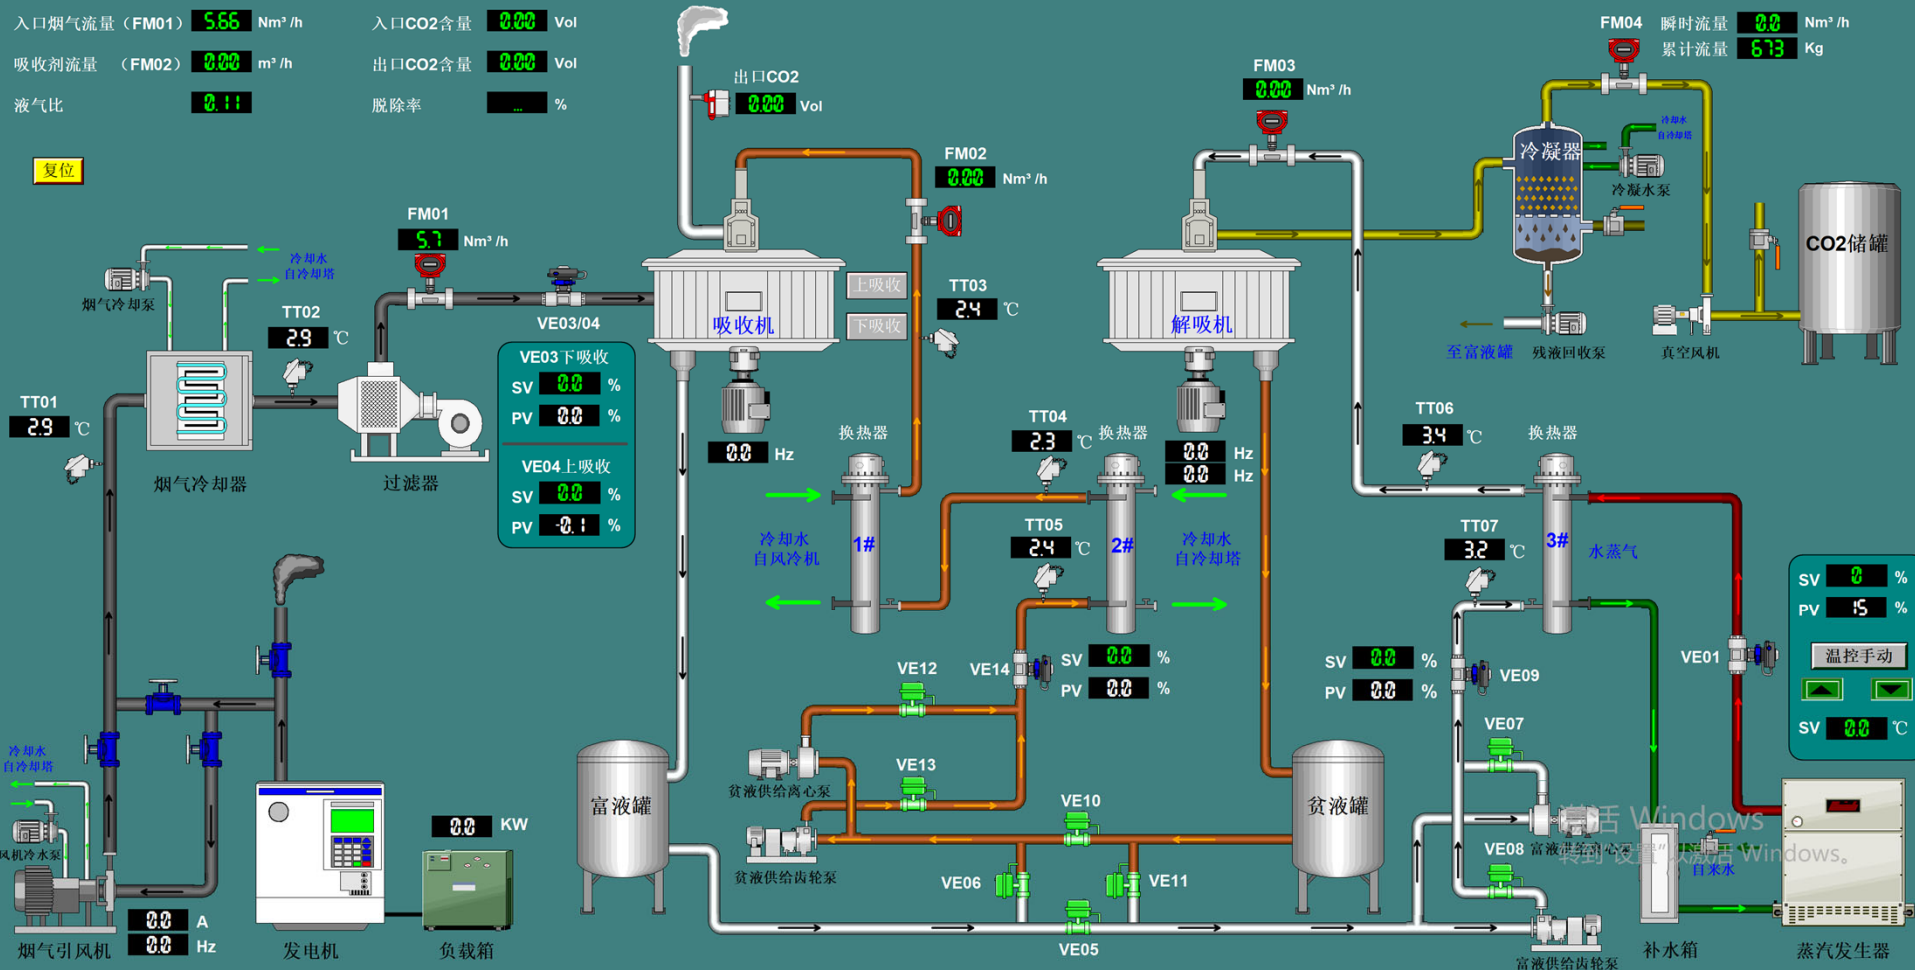 入口烟气流量（FM01） 5.66 Nm³/h
入口CO2含量 0.00 Vol
吸收剂流量 （FM02） 0.00 m³/h
出口CO2含量 0.00 Vol
液气比 0.11
脱除率 ... %
复位
出口CO2
0.00 Vol
FM03
0.00 Nm³/h
FM04 瞬时流量 0.0 Nm³/h
累计流量 673 Kg
冷却水
自冷却塔
冷凝器
冷凝水泵
FM02
0.00 Nm³/h
FM01
5.7 Nm³/h
冷却水
自冷却塔
烟气冷却泵
TT02
2.9 ℃
VE03/04
吸收机
上吸收
下吸收
TT03
2.4 ℃
解吸机
CO2储罐
至富液罐
残液回收泵
真空风机
VE03下吸收
SV 0.0 %
PV 0.0 %
VE04上吸收
SV 0.0 %
PV -0.1 %
TT01
2.9 ℃
烟气冷却器
过滤器
0.0 Hz
换热器
TT04
2.3 ℃
换热器
0.0 Hz
0.0 Hz
TT06
3.4 ℃
换热器
冷却水
自风冷机
1#
TT05
2.4 ℃
2#
冷却水
自冷却塔
TT07
3.2 ℃
3#
水蒸气
SV 0 %
PV 15 %
温控手动
SV 0.0 ℃
VE01
VE12
VE14
SV 0.0 %
PV 0.0 %
SV 0.0 %
PV 0.0 %
VE09
VE07
冷却水
自冷却塔
风机冷水泵
富液罐
贫液供给离心泵
VE13
VE10
贫液罐
0.0 KW
贫液供给齿轮泵
VE06
VE11
VE08
激活 Windows
转到"设置"以激活 Windows。
自来水
0.0 A
0.0 Hz
烟气引风机
发电机
负载箱
VE05
富液供给齿轮泵
补水箱
蒸汽发生器